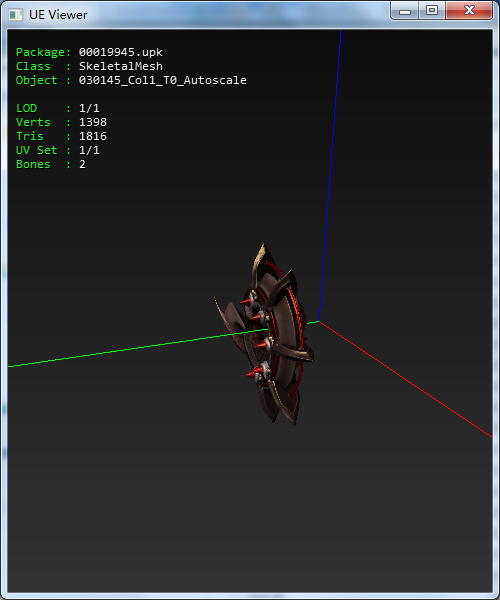 UE Viewer
Package: 00019945.upk
Class  : SkeletalMesh
Object : 030145_Col1_T0_Autoscale
LOD    : 1/1
Verts  : 1398
Tris   : 1816
UV Set : 1/1
Bones  : 2